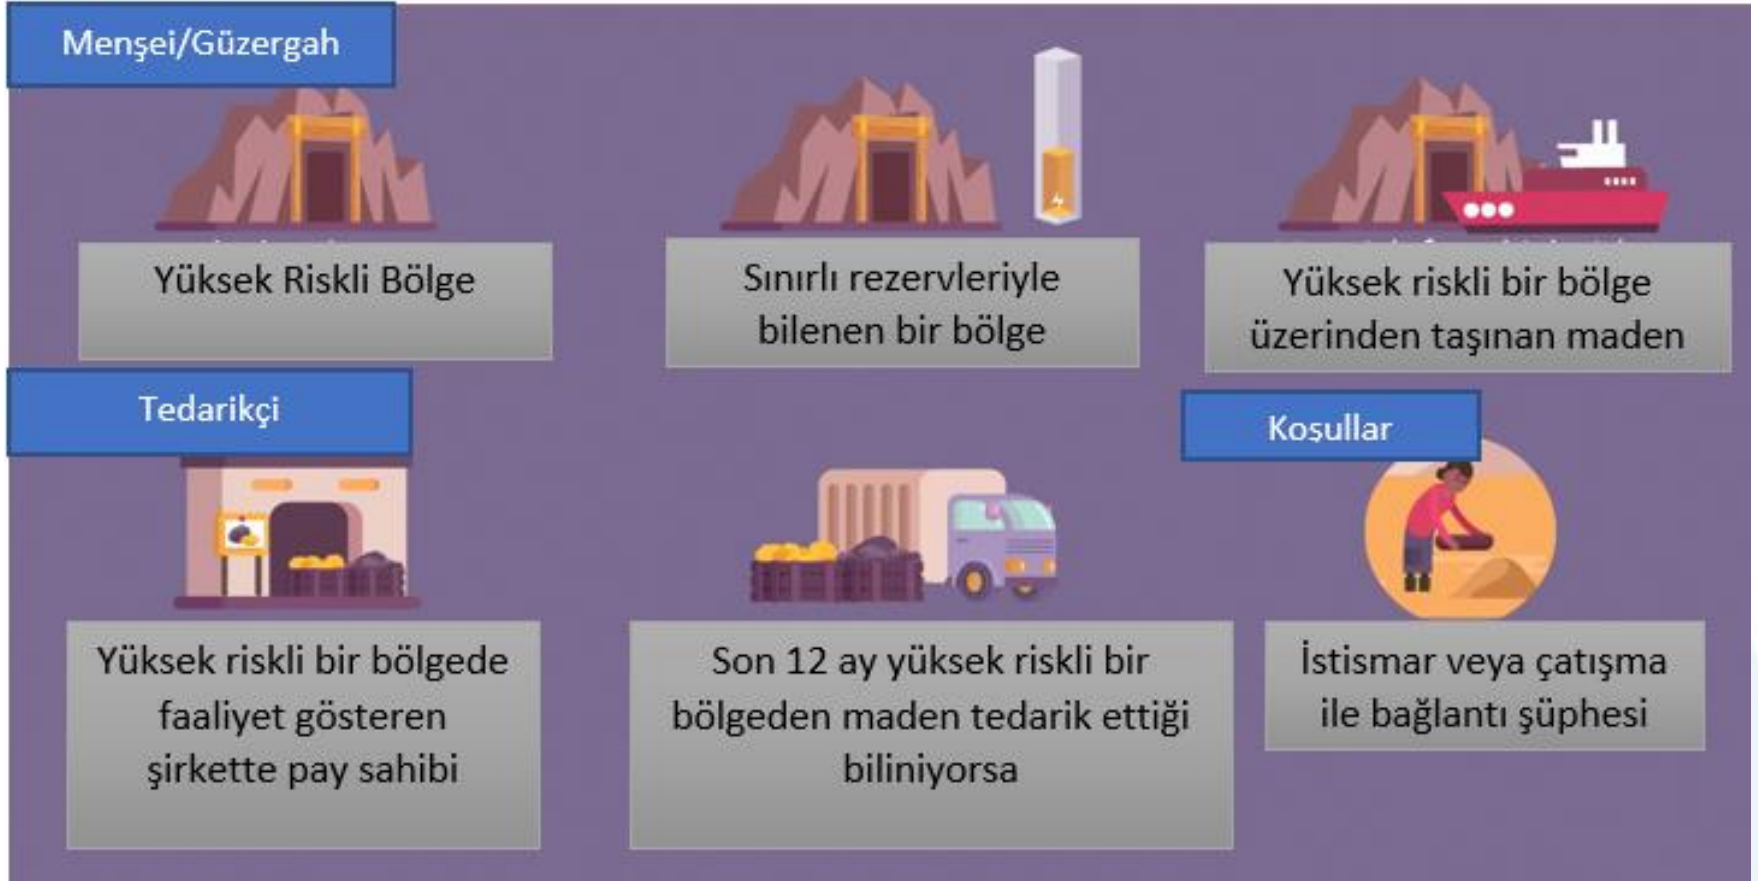 Menşei/Güzergah
Yüksek Riskli Bölge
Sınırlı rezervleriyle
bilenen bir bölge
Yüksek riskli bir bölge
üzerinden taşınan maden
Tedarikçi
Koşullar
Yüksek riskli bir bölgede
faaliyet gösteren
şirkette pay sahibi
Son 12 ay yüksek riskli bir
bölgeden maden tedarik ettiği
biliniyorsa
İstismar veya çatışma
ile bağlantı şüphesi